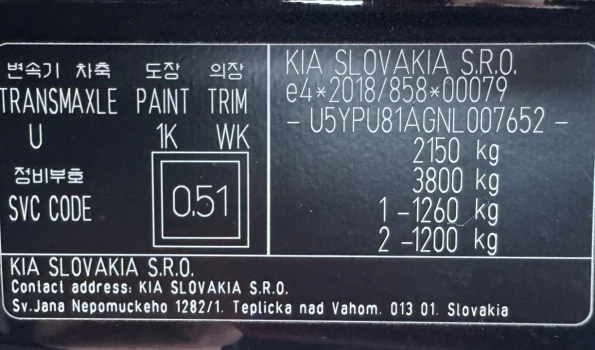 변속기 차축 도장 의장
TRANSMAXLE PAINT TRIM
U 1K WK
정비부호
SVC CODE
0.51
KIA SLOVAKIA S.R.O.
e4*2018/858*00079
- U5YPU81AGNL007652 -
2150 kg
3800 kg
1 -1260 kg
2 -1200 kg
KIA SLOVAKIA S.R.O.
Contact address: KIA SLOVAKIA S.R.O.
Sv.Jana Nepomuckeho 1282/1. Teplicka nad Vahom. 013 01. Slovakia